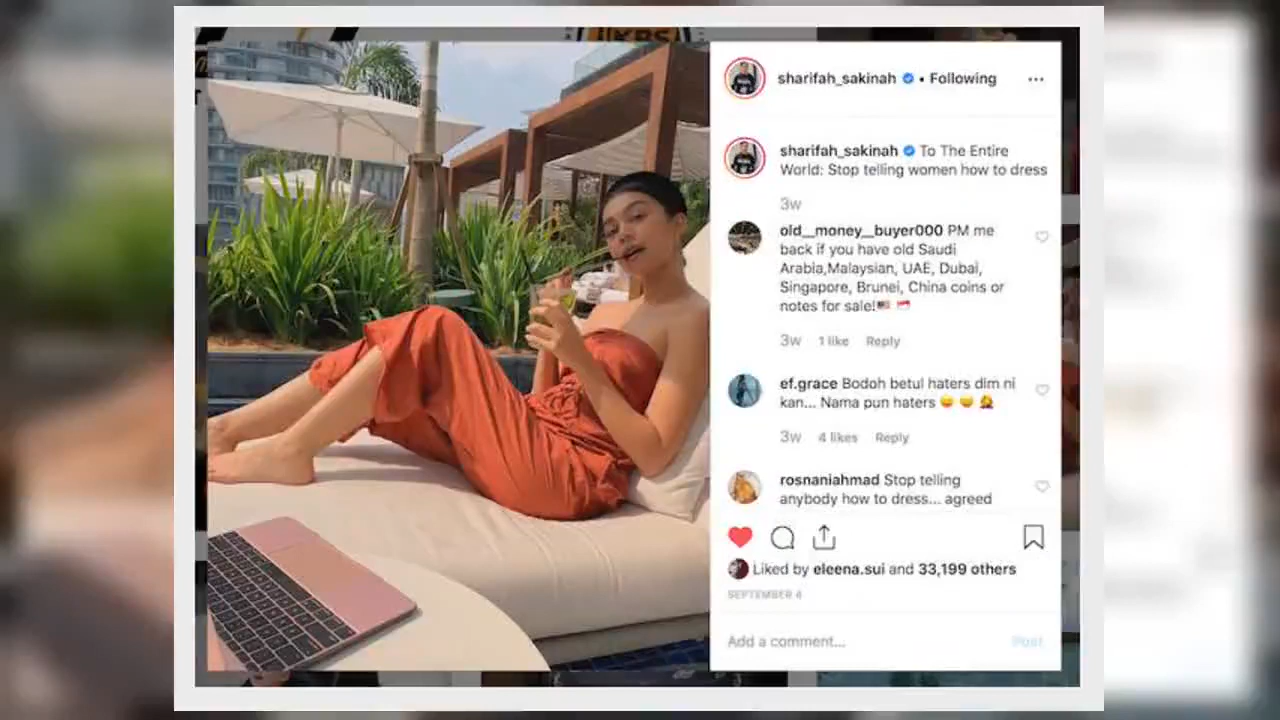 sharifah_sakinah • Following
sharifah_sakinah To The Entire
World: Stop telling women how to dress
3w
old__money__buyer000 PM me
back if you have old Saudi
Arabia,Malaysian, UAE, Dubai,
Singapore, Brunei, China coins or
notes for sale!
3w 1 like Reply
ef.grace Bodoh betul haters dim ni
kan... Nama pun haters
3w 4 likes Reply
rosnaniahmad Stop telling
anybody how to dress... agreed
Liked by eleena.sui and 33,199 others
SEPTEMBER 4
Add a comment... Post